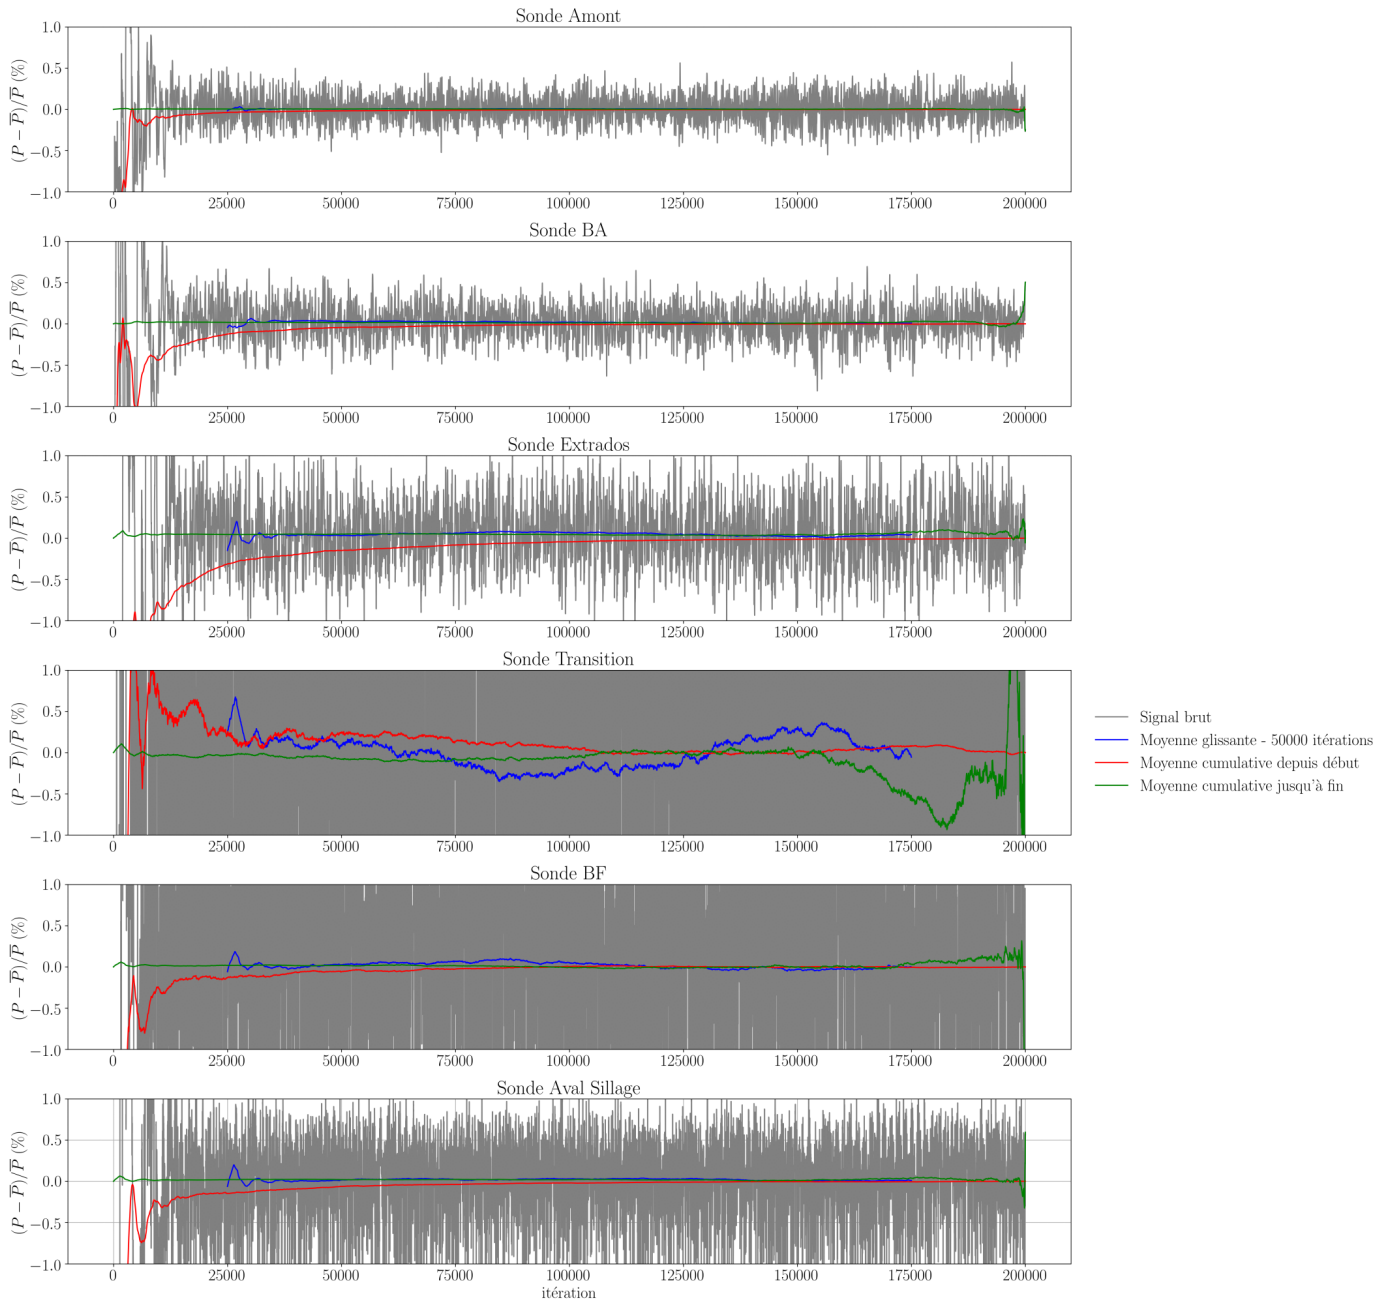 Sonde Amont
(P − P̅)/P̅ (%)
1.0
0.5
0.0
−0.5
−1.0
0 25000 50000 75000 100000 125000 150000 175000 200000
Sonde BA
(P − P̅)/P̅ (%)
1.0
0.5
0.0
−0.5
−1.0
0 25000 50000 75000 100000 125000 150000 175000 200000
Sonde Extrados
(P − P̅)/P̅ (%)
1.0
0.5
0.0
−0.5
−1.0
0 25000 50000 75000 100000 125000 150000 175000 200000
Sonde Transition
(P − P̅)/P̅ (%)
1.0
0.5
0.0
−0.5
−1.0
0 25000 50000 75000 100000 125000 150000 175000 200000
Signal brut
Moyenne glissante - 50000 itérations
Moyenne cumulative depuis début
Moyenne cumulative jusqu'à fin
Sonde BF
(P − P̅)/P̅ (%)
1.0
0.5
0.0
−0.5
−1.0
0 25000 50000 75000 100000 125000 150000 175000 200000
Sonde Aval Sillage
(P − P̅)/P̅ (%)
1.0
0.5
0.0
−0.5
−1.0
0 25000 50000 75000 100000 125000 150000 175000 200000
itération